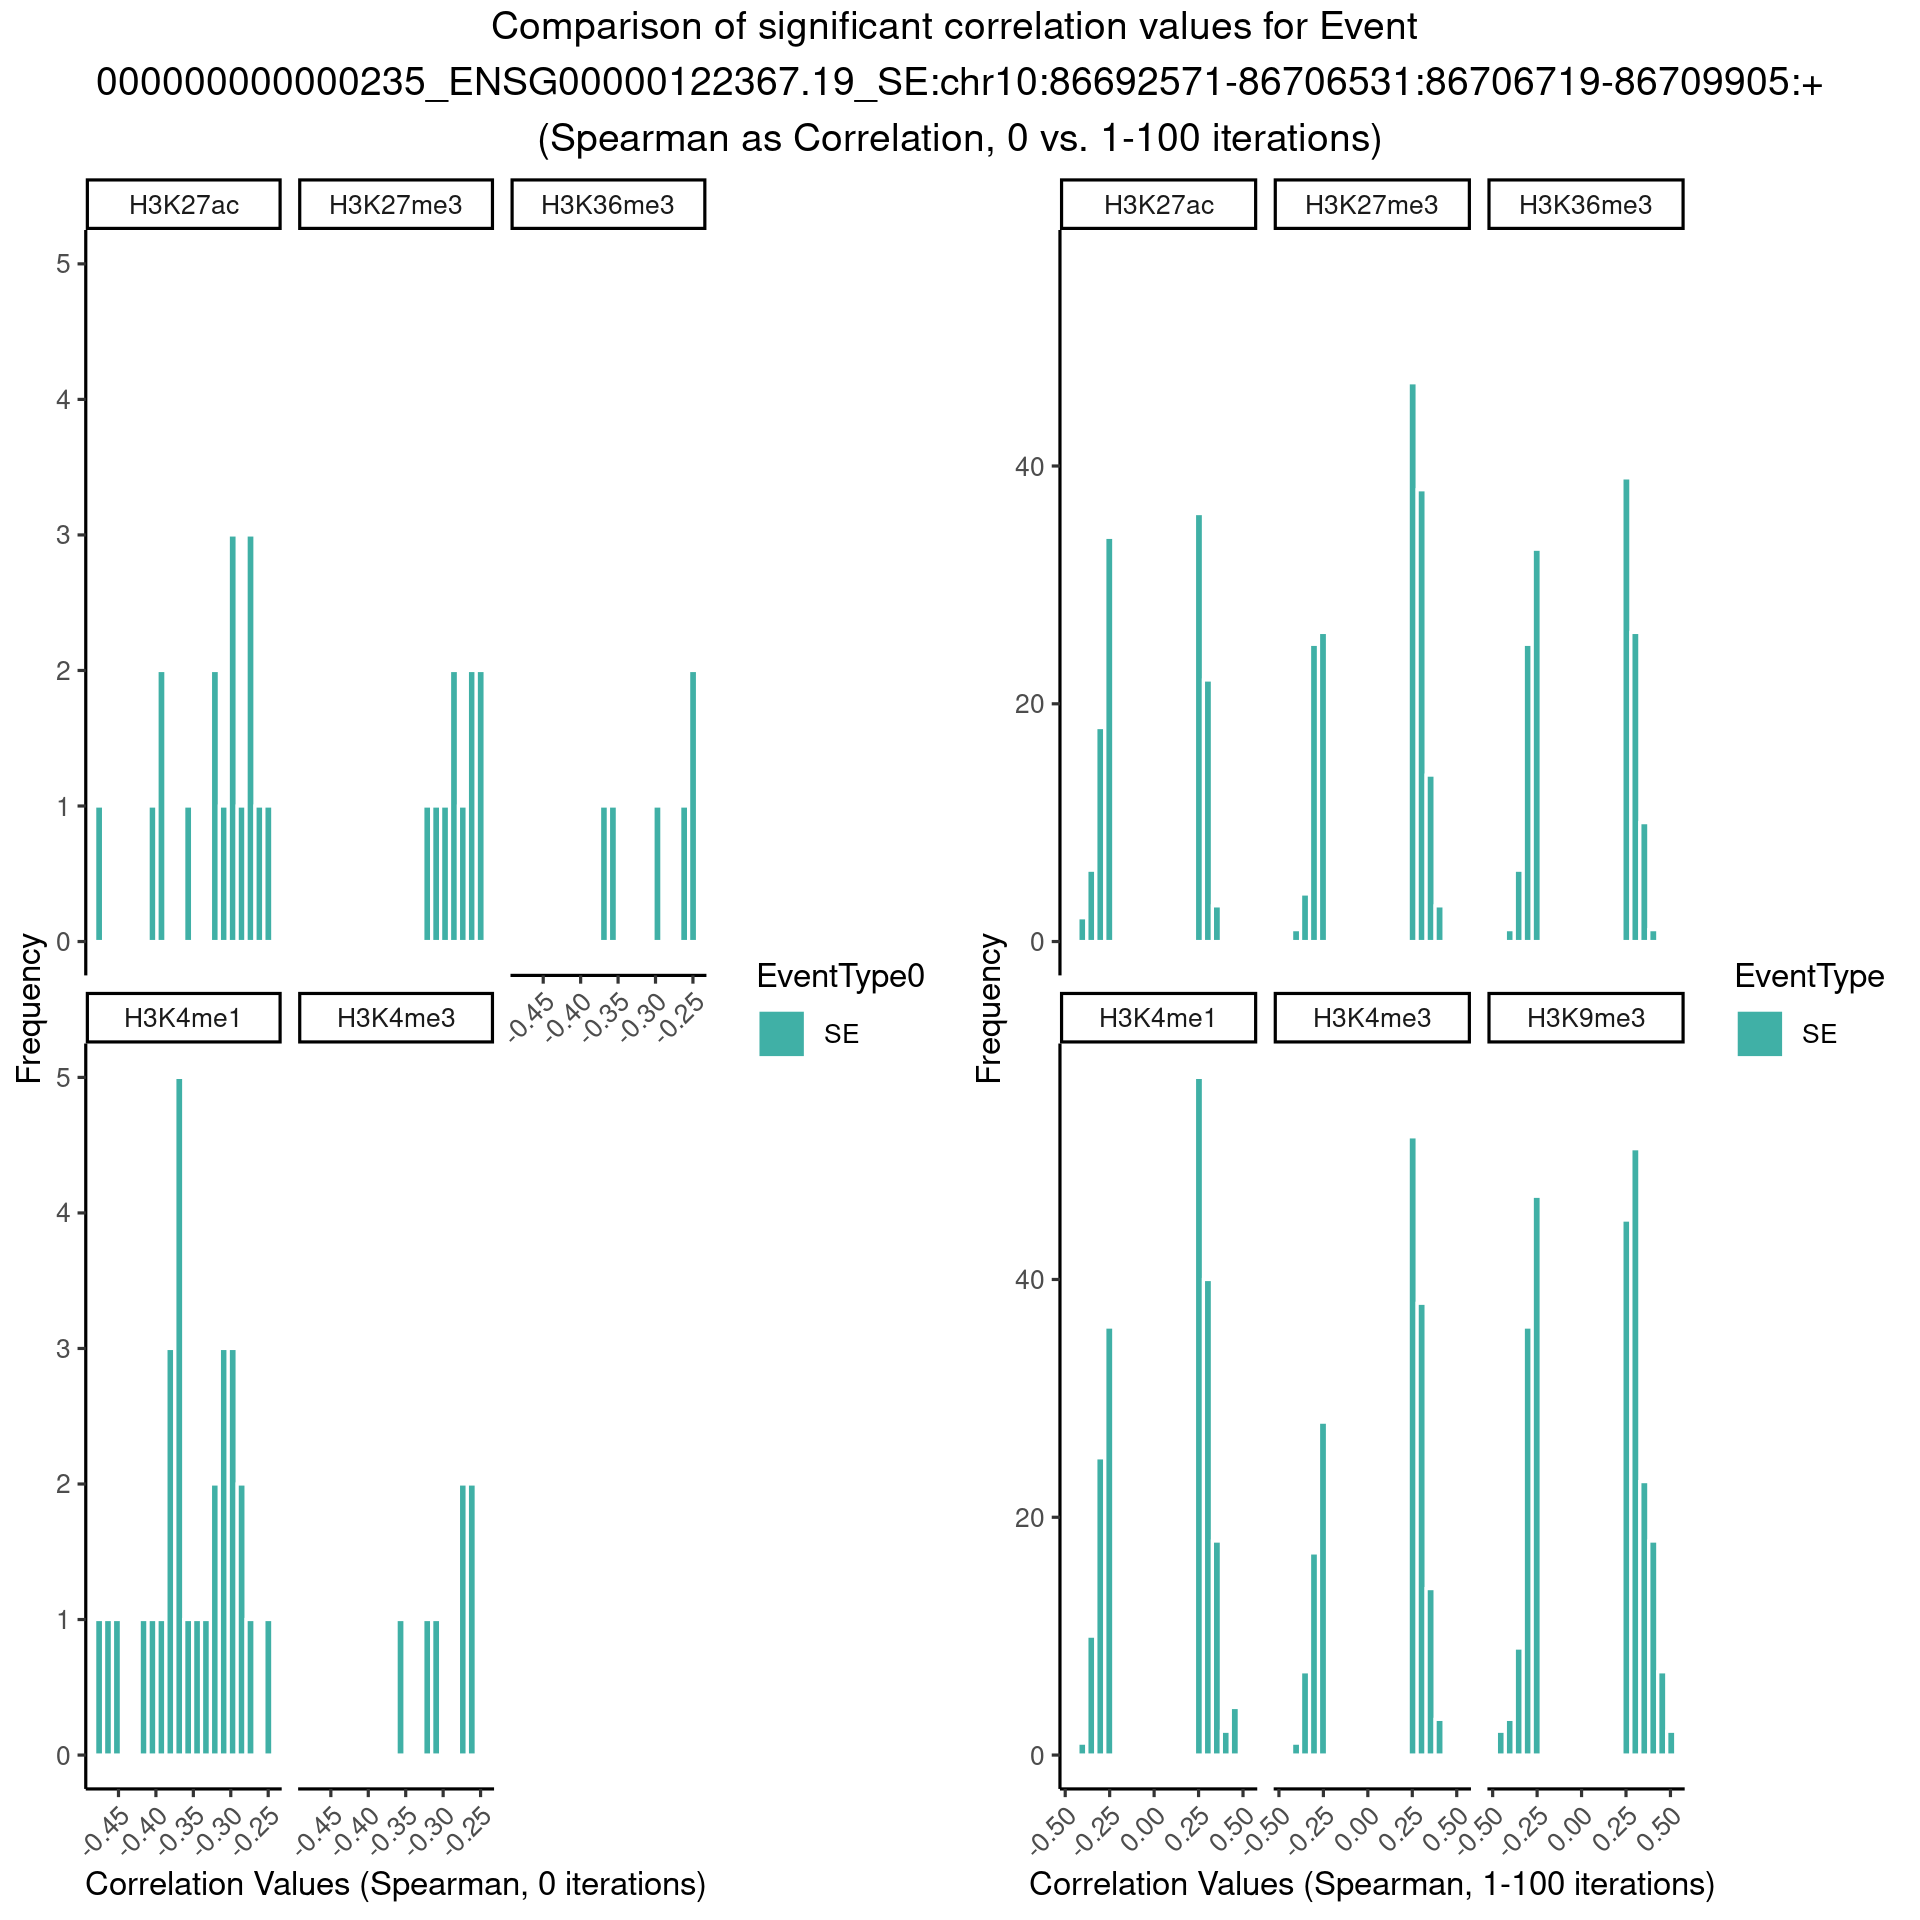 Comparison of significant correlation values for Event
000000000000235_ENSG00000122367.19_SE:chr10:86692571-86706531:86706719-86709905:+
(Spearman as Correlation, 0 vs. 1-100 iterations)
H3K27ac H3K27me3 H3K36me3
5
4
3
2
1
0
-0.45 -0.40 -0.35 -0.30 -0.25
H3K4me1 H3K4me3
5
4
3
2
1
0
-0.45 -0.40 -0.35 -0.30 -0.25 -0.45 -0.40 -0.35 -0.30 -0.25
Frequency
Correlation Values (Spearman, 0 iterations)
EventType0
SE
H3K27ac H3K27me3 H3K36me3
40
20
0
H3K4me1 H3K4me3 H3K9me3
40
20
0
-0.50 -0.25 0.00 0.25 0.50 -0.50 -0.25 0.00 0.25 0.50 -0.50 -0.25 0.00 0.25 0.50
Frequency
Correlation Values (Spearman, 1-100 iterations)
EventType
SE